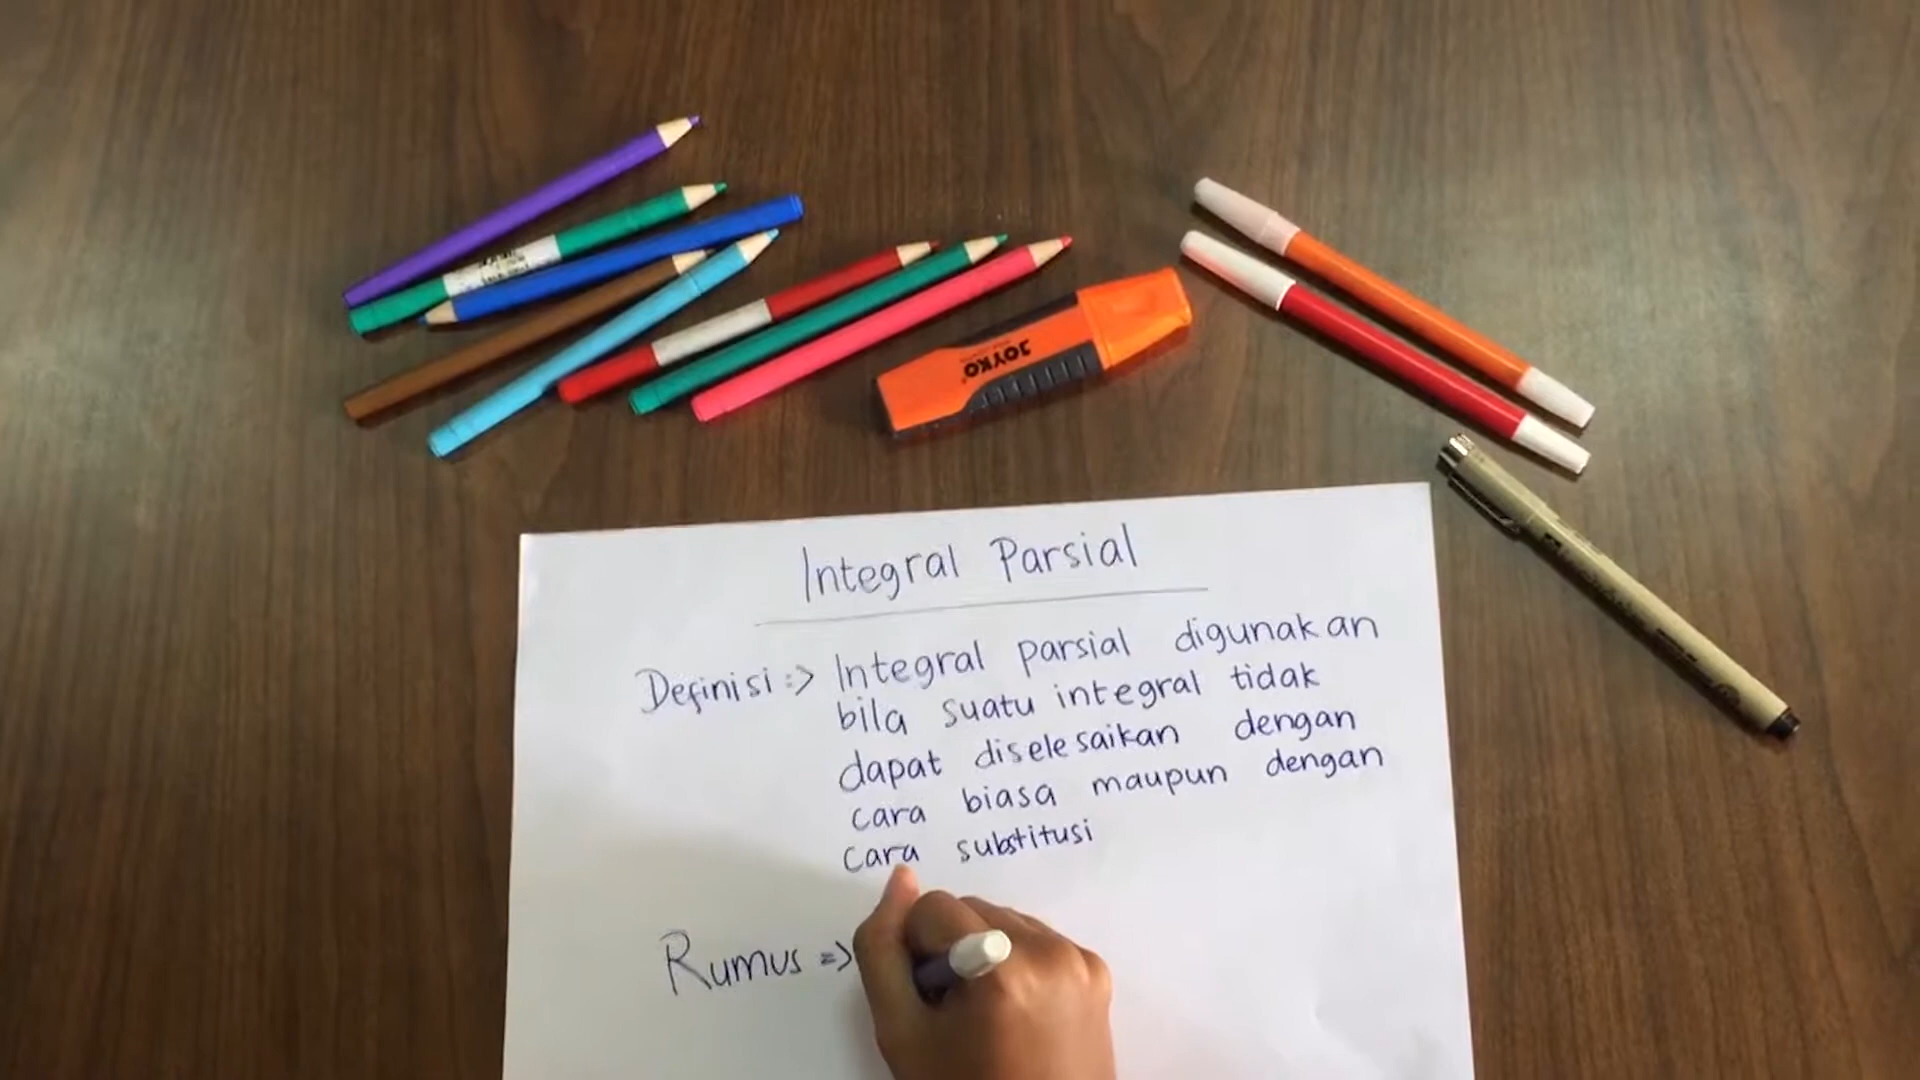 JOYKO
Integral Parsial
Definisi :> Integral parsial digunakan
bila suatu integral tidak
dapat diselesaikan dengan
cara biasa maupun dengan
cara substitusi
Rumus =>